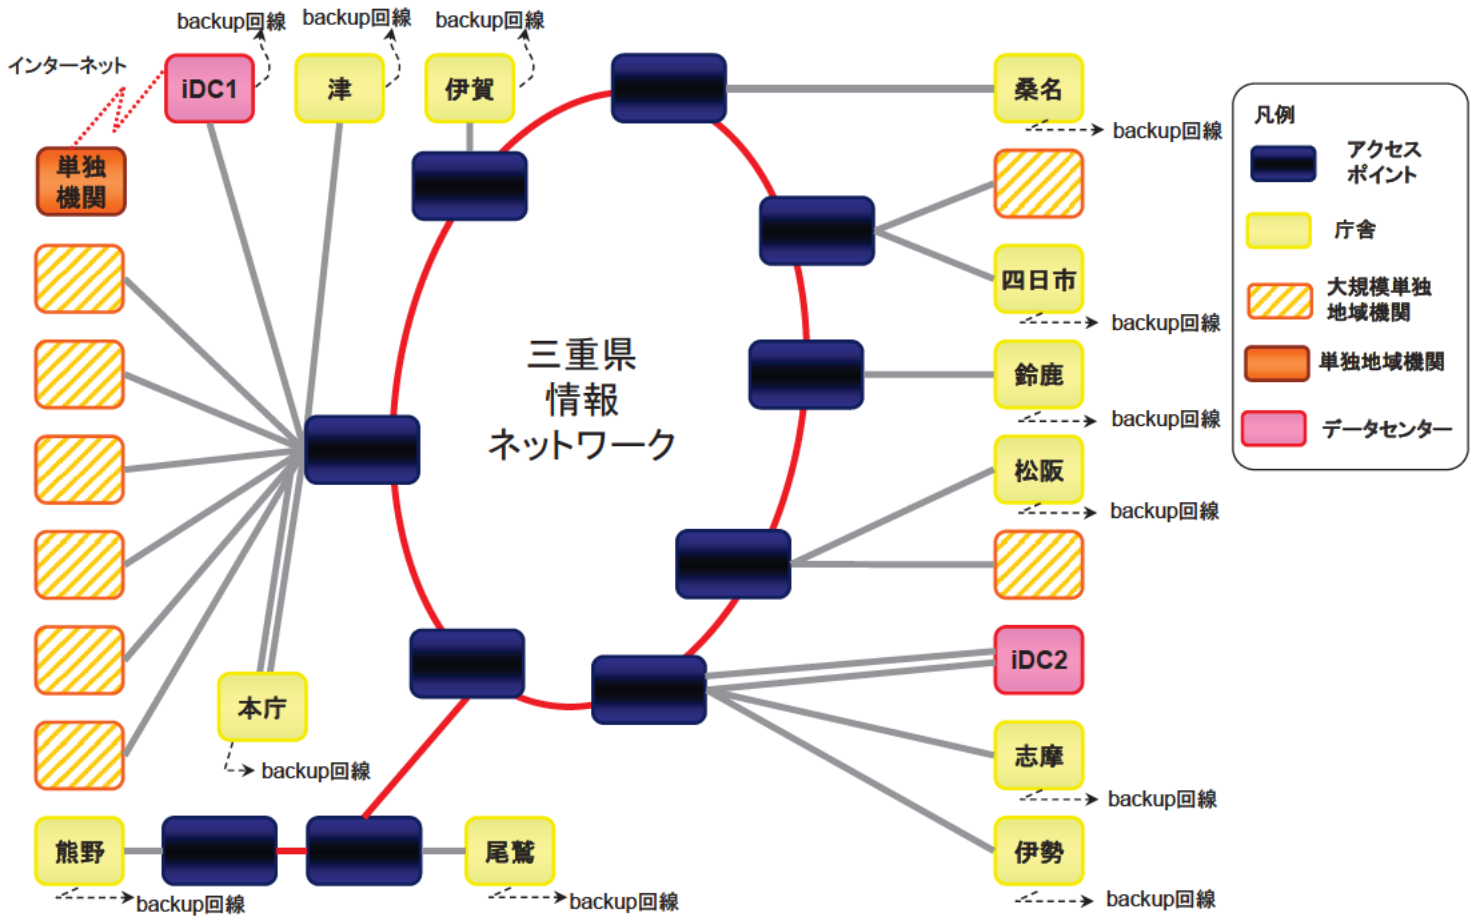 backup回線
backup回線
backup回線
インターネット
iDC1
津
伊賀
桑名
backup回線
単独
機関
四日市
backup回線
三重県
情報
ネットワーク
鈴鹿
backup回線
松阪
backup回線
iDC2
本庁
backup回線
志摩
backup回線
熊野
backup回線
尾鷲
backup回線
伊勢
backup回線
凡例
アクセス
ポイント
庁舎
大規模単独
地域機関
単独地域機関
データセンター